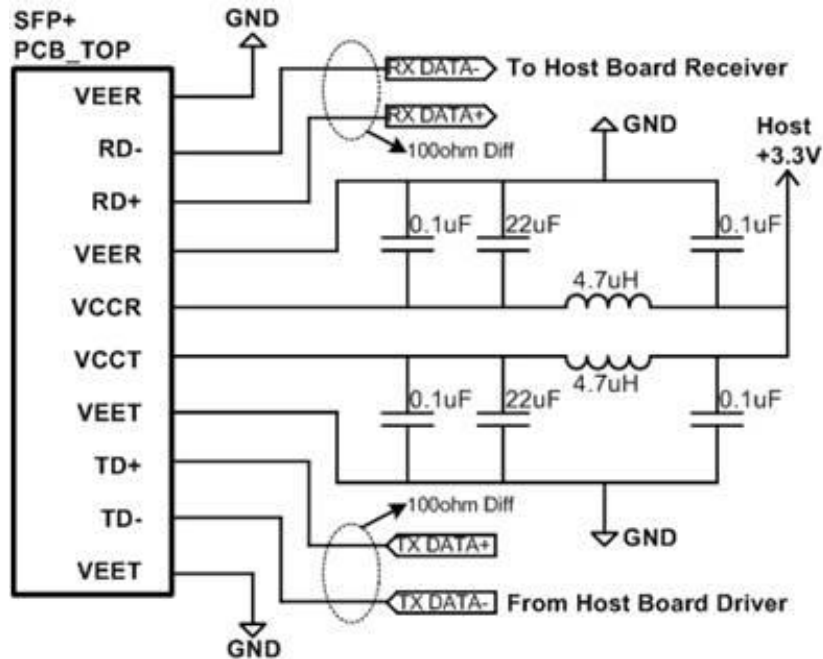 SFP+
PCB_TOP
GND
VEER
RD-
RD+
VEER
VCCR
VCCT
VEET
TD+
TD-
VEET
GND
RX DATA- To Host Board Receiver
RX DATA+
100ohm Diff
GND
Host
+3.3V
0.1uF 22uF 0.1uF
4.7uH
4.7uH
0.1uF 22uF 0.1uF
100ohm Diff
TX DATA+
GND
TX DATA- From Host Board Driver